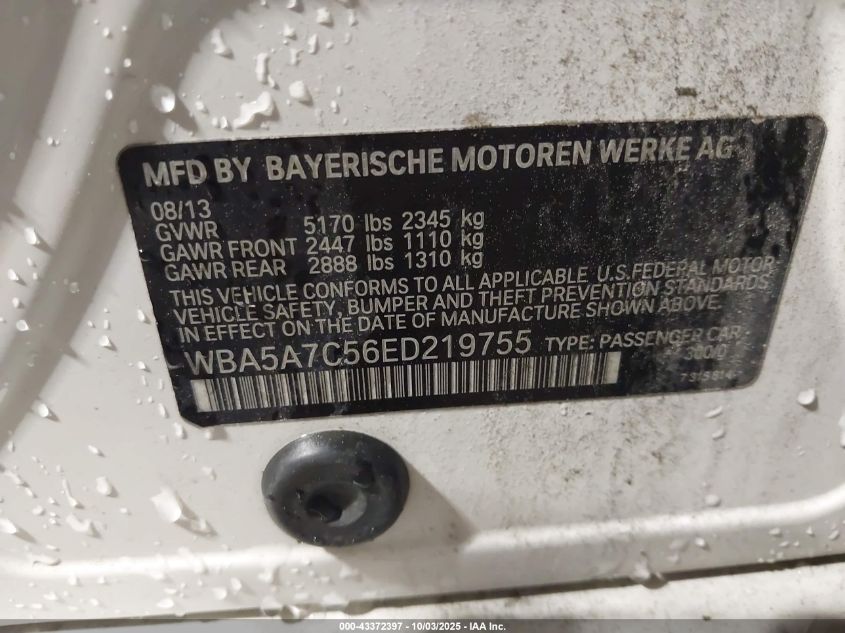 MFD BY BAYERISCHE MOTOREN WERKE AG
08/13
GVWR 5170 lbs 2345 kg
GAWR FRONT 2447 lbs 1110 kg
GAWR REAR 2888 lbs 1310 kg
THIS VEHICLE CONFORMS TO ALL APPLICABLE U.S. FEDERAL MOTOR
VEHICLE SAFETY, BUMPER AND THEFT PREVENTION STANDARDS
IN EFFECT ON THE DATE OF MANUFACTURE SHOWN ABOVE.
WBA5A7C56ED219755 TYPE: PASSENGER CAR
000-43372397 - 10/03/2025 - IAA Inc.